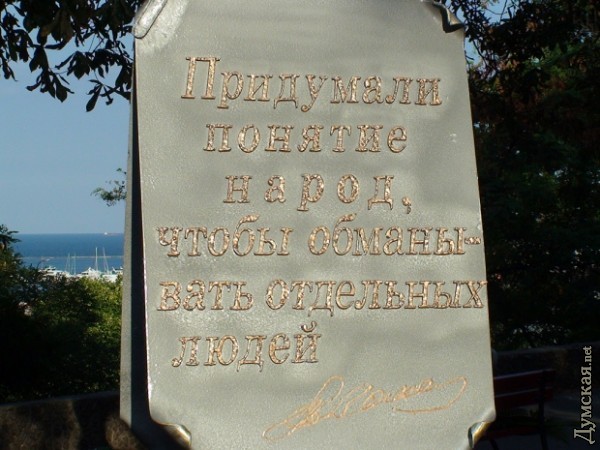 Придумали
понятие
народ,
чтобы обманы-
вать отдельных
людей
Думская.net